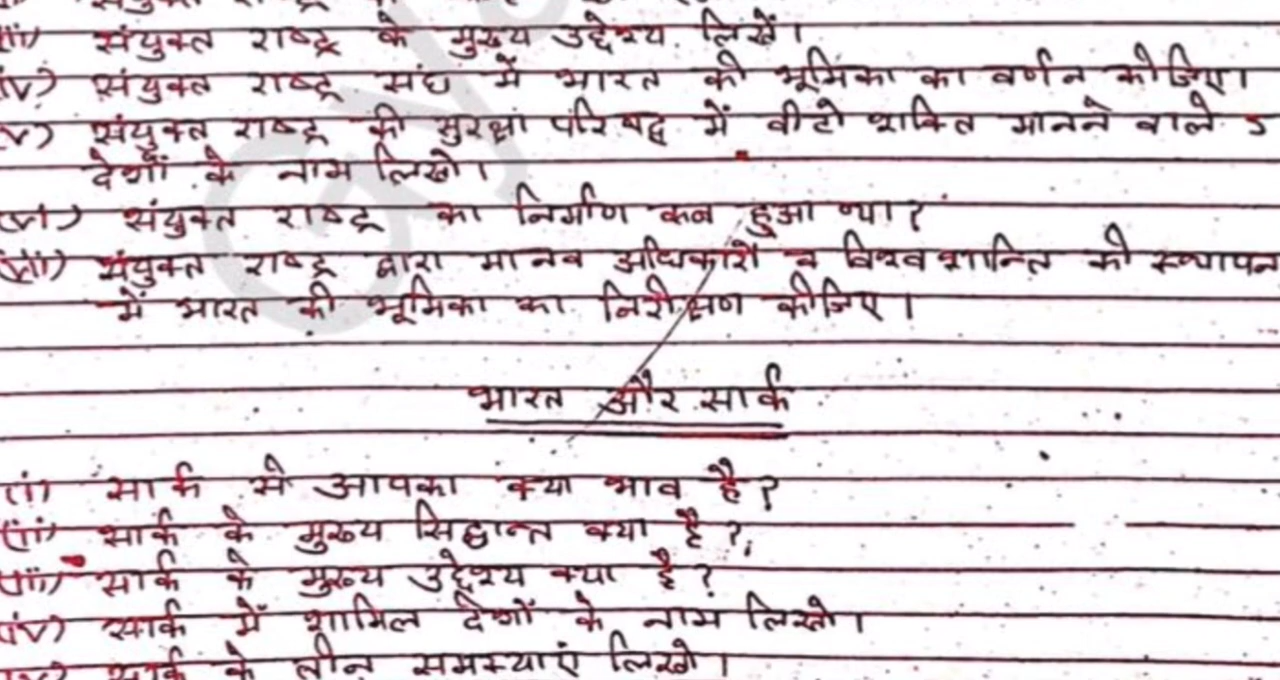 iii) संयुक्त राष्ट्र के मुख्य उद्देश्य लिखें।
iv) संयुक्त राष्ट्र संघ में भारत की भूमिका का वर्णन कीजिए।
v) संयुक्त राष्ट्र की सुरक्षा परिषद्द में वीटो शक्ति मानने वाले 5
देशों के नाम लिखो।
(vi) संयुक्त राष्ट्र का निर्माण कब हुआ था?
(vii) संयुक्त राष्ट्र द्वारा मानव अधिकारों व विश्व शान्ति की स्थापन
में भारत की भूमिका का निरीक्षण कीजिए।
भारत और सार्क
(i) सार्क से आपका क्या भाव है?
(ii) सार्क के मुख्य सिद्धान्त क्या है?
(iii) सार्क के मुख्य उद्देश्य क्या है?
(iv) सार्क में शामिल देशों के नाम लिखो।
सार्क के तीन समस्याएं लिखो।